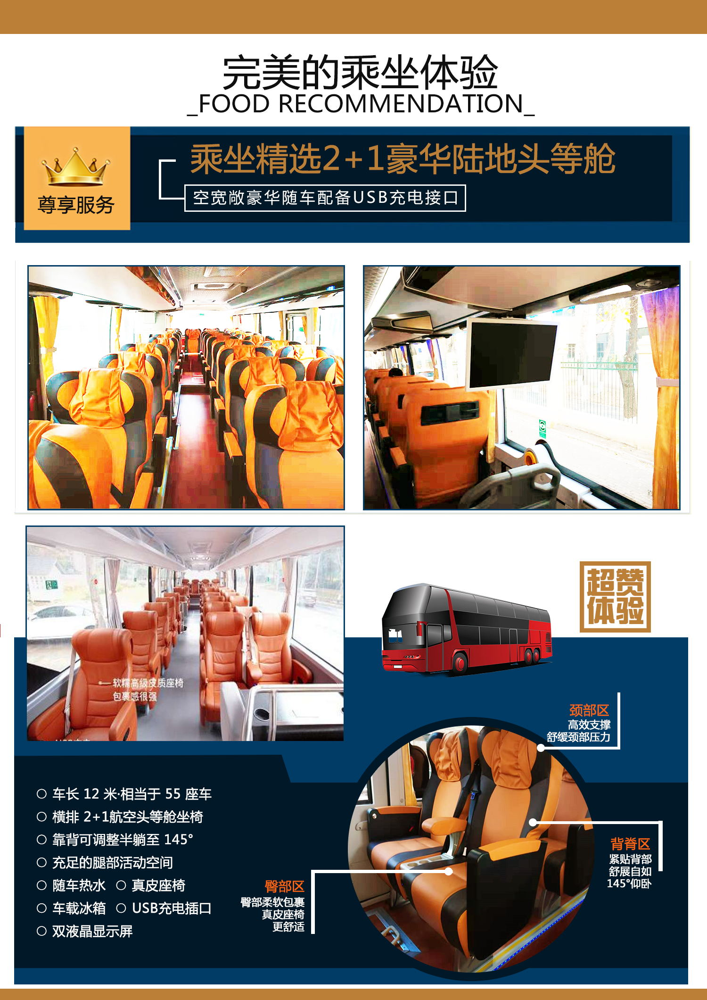 完美的乘坐体验
_FOOD RECOMMENDATION_
尊享服务
乘坐精选2+1豪华陆地头等舱
空宽敞豪华随车配备USB充电接口
软糯高级皮质座椅
包裹感很强
超赞
体验
颈部区
高效支撑
舒缓颈部压力
背脊区
紧贴背部
舒展自如
145°仰卧
臀部区
臀部柔软包裹
真皮座椅
更舒适
○ 车长 12 米·相当于 55 座车
○ 横排 2+1航空头等舱坐椅
○ 靠背可调整半躺至 145°
○ 充足的腿部活动空间
○ 随车热水 ○ 真皮座椅
○ 车载冰箱 ○ USB充电插口
○ 双液晶显示屏